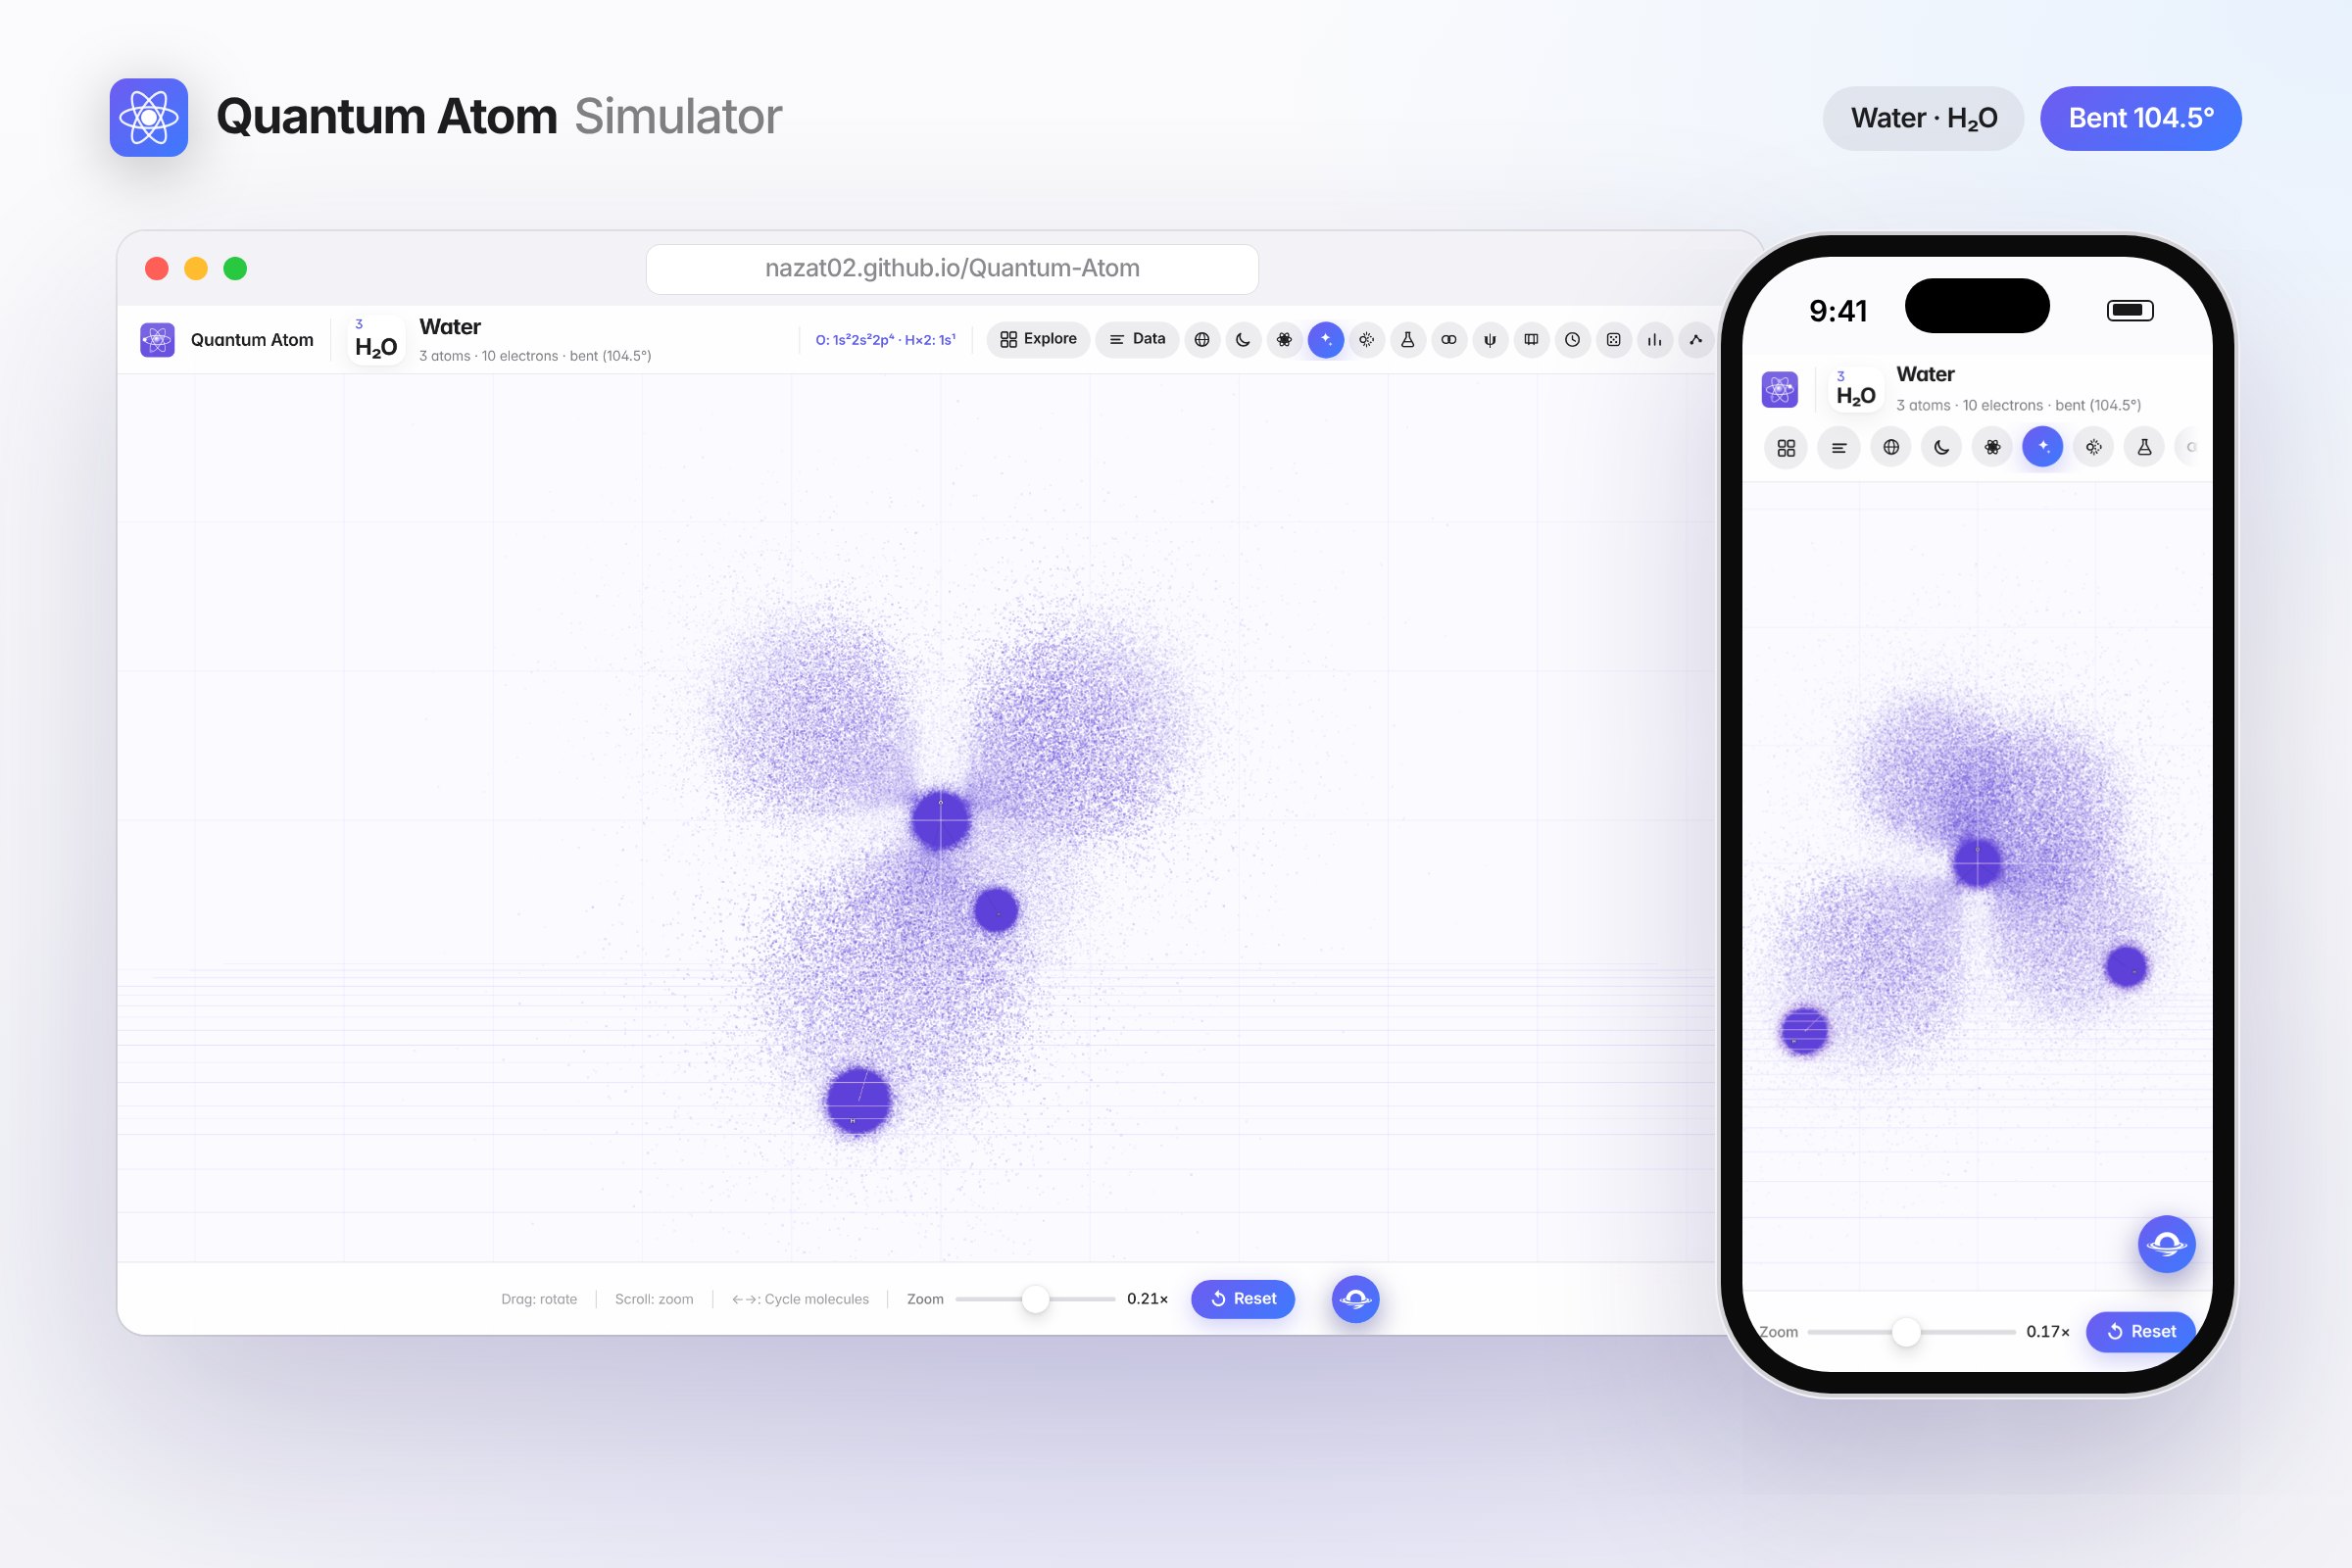 Quantum Atom Simulator
Water · H₂O
Bent 104.5°
nazat02.github.io/Quantum-Atom
Quantum Atom
3
H₂O
Water
3 atoms · 10 electrons · bent (104.5°)
O: 1s²2s²2p⁴ · H×2: 1s¹
Explore
Data
ψ
Drag: rotate
Scroll: zoom
←→: Cycle molecules
Zoom
0.21×
Reset
9:41
3
H₂O
Water
3 atoms · 10 electrons · bent (104.5°)
Zoom
0.17×
Reset